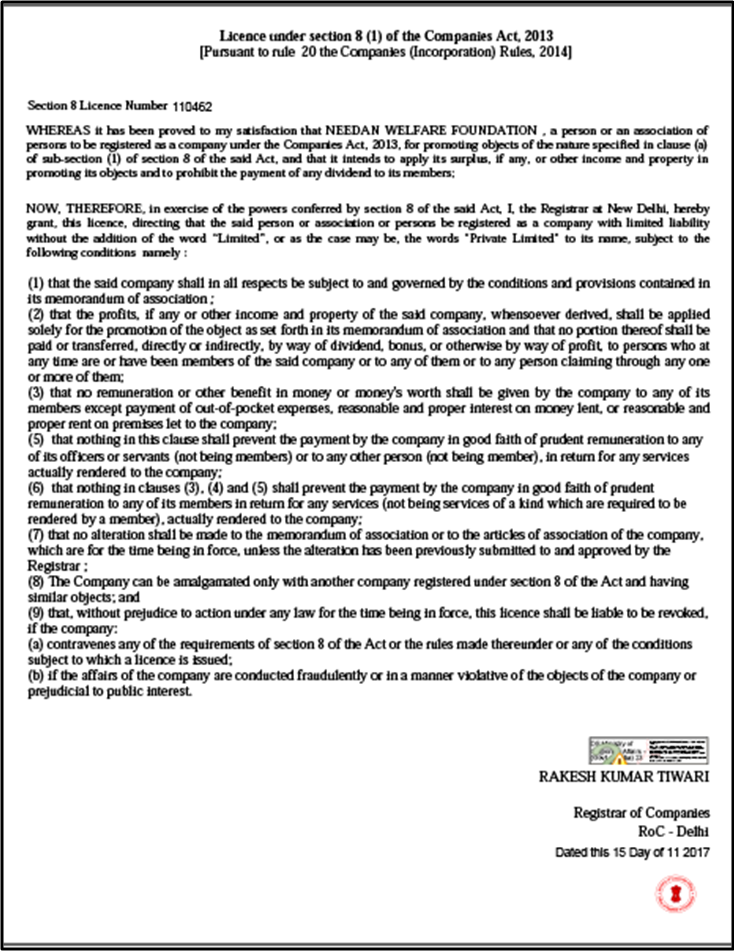 Licence under section 8 (1) of the Companies Act, 2013
[Pursuant to rule 20 the Companies (Incorporation) Rules, 2014]
Section 8 Licence Number 110462
WHEREAS it has been proved to my satisfaction that NEEDAN WELFARE FOUNDATION , a person or an association of
persons to be registered as a company under the Companies Act, 2013, for promoting objects of the nature specified in clause (a)
of sub-section (1) of section 8 of the said Act, and that it intends to apply its surplus, if any, or other income and property in
promoting its objects and to prohibit the payment of any dividend to its members;
NOW, THEREFORE, in exercise of the powers conferred by section 8 of the said Act, I, the Registrar at New Delhi, hereby
grant, this licence, directing that the said person or association or persons be registered as a company with limited liability
without the addition of the word "Limited", or as the case may be, the words "Private Limited" to its name, subject to the
following conditions namely :
(1) that the said company shall in all respects be subject to and governed by the conditions and provisions contained in
its memorandum of association ;
(2) that the profits, if any or other income and property of the said company, whensoever derived, shall be applied
solely for the promotion of the object as set forth in its memorandum of association and that no portion thereof shall be
paid or transferred, directly or indirectly, by way of dividend, bonus, or otherwise by way of profit, to persons who at
any time are or have been members of the said company or to any of them or to any person claiming through any one
or more of them;
(3) that no remuneration or other benefit in money or money's worth shall be given by the company to any of its
members except payment of out-of-pocket expenses, reasonable and proper interest on money lent, or reasonable and
proper rent on premises let to the company;
(5) that nothing in this clause shall prevent the payment by the company in good faith of prudent remuneration to any
of its officers or servants (not being members) or to any other person (not being member), in return for any services
actually rendered to the company;
(6) that nothing in clauses (3), (4) and (5) shall prevent the payment by the company in good faith of prudent
remuneration to any of its members in return for any services (not being services of a kind which are required to be
rendered by a member), actually rendered to the company;
(7) that no alteration shall be made to the memorandum of association or to the articles of association of the company,
which are for the time being in force, unless the alteration has been previously submitted to and approved by the
Registrar ;
(8) The Company can be amalgamated only with another company registered under section 8 of the Act and having
similar objects; and
(9) that, without prejudice to action under any law for the time being in force, this licence shall be liable to be revoked,
if the company:
(a) contravenes any of the requirements of section 8 of the Act or the rules made thereunder or any of the conditions
subject to which a licence is issued;
(b) if the affairs of the company are conducted fraudulently or in a manner violative of the objects of the company or
prejudicial to public interest.
RAKESH KUMAR TIWARI
Registrar of Companies
RoC - Delhi
Dated this 15 Day of 11 2017